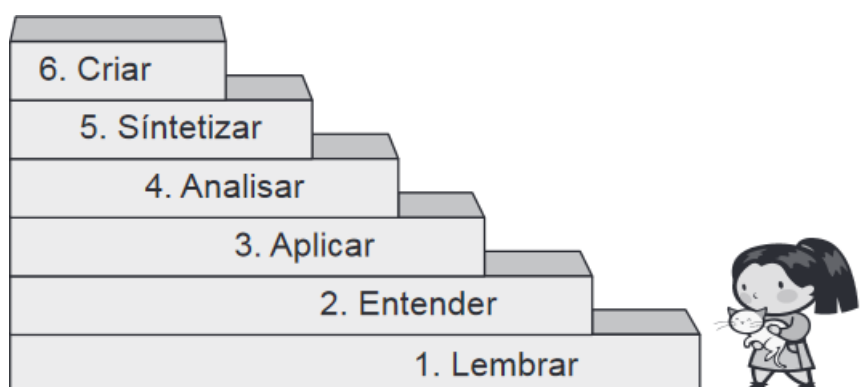 6. Criar
5. Síntetizar
4. Analisar
3. Aplicar
2. Entender
1. Lembrar